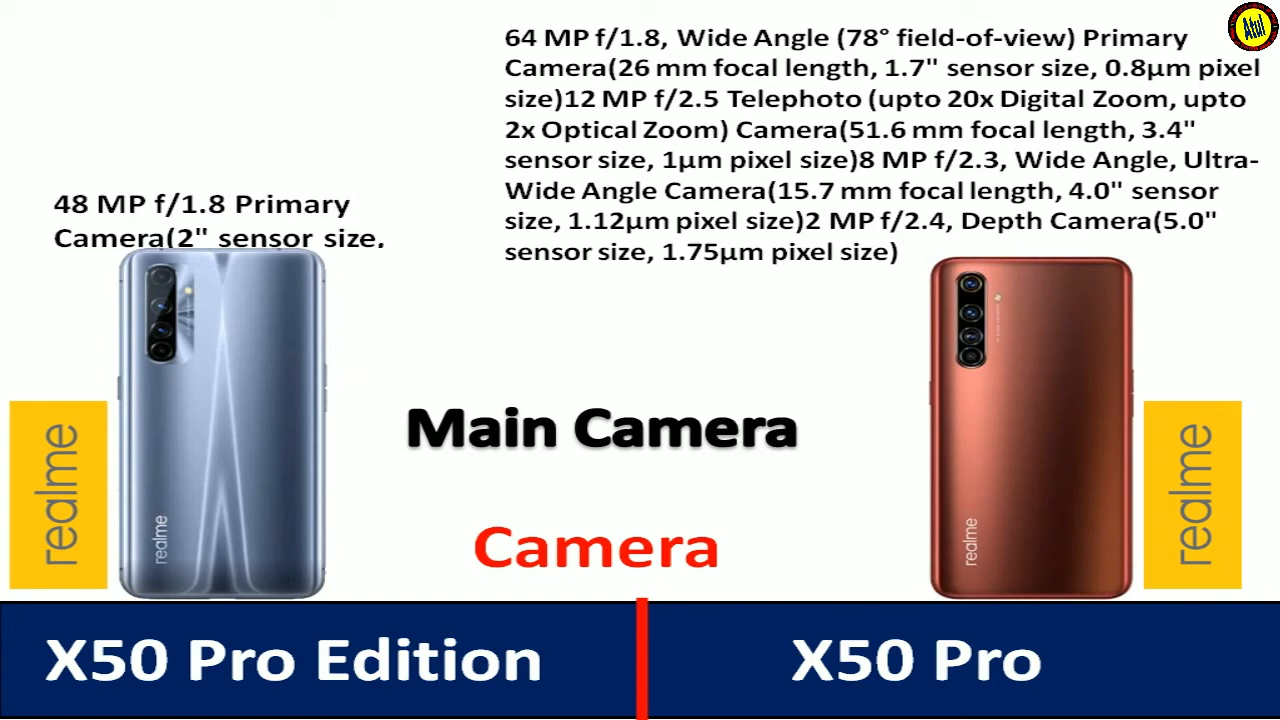 Atul
64 MP f/1.8, Wide Angle (78° field-of-view) Primary
Camera(26 mm focal length, 1.7" sensor size, 0.8µm pixel
size)12 MP f/2.5 Telephoto (upto 20x Digital Zoom, upto
2x Optical Zoom) Camera(51.6 mm focal length, 3.4"
sensor size, 1µm pixel size)8 MP f/2.3, Wide Angle, Ultra-
Wide Angle Camera(15.7 mm focal length, 4.0" sensor
size, 1.12µm pixel size)2 MP f/2.4, Depth Camera(5.0"
sensor size, 1.75µm pixel size)
48 MP f/1.8 Primary
Camera(2" sensor size,
realme
realme
Main Camera
Camera
realme
realme
X50 Pro Edition
X50 Pro